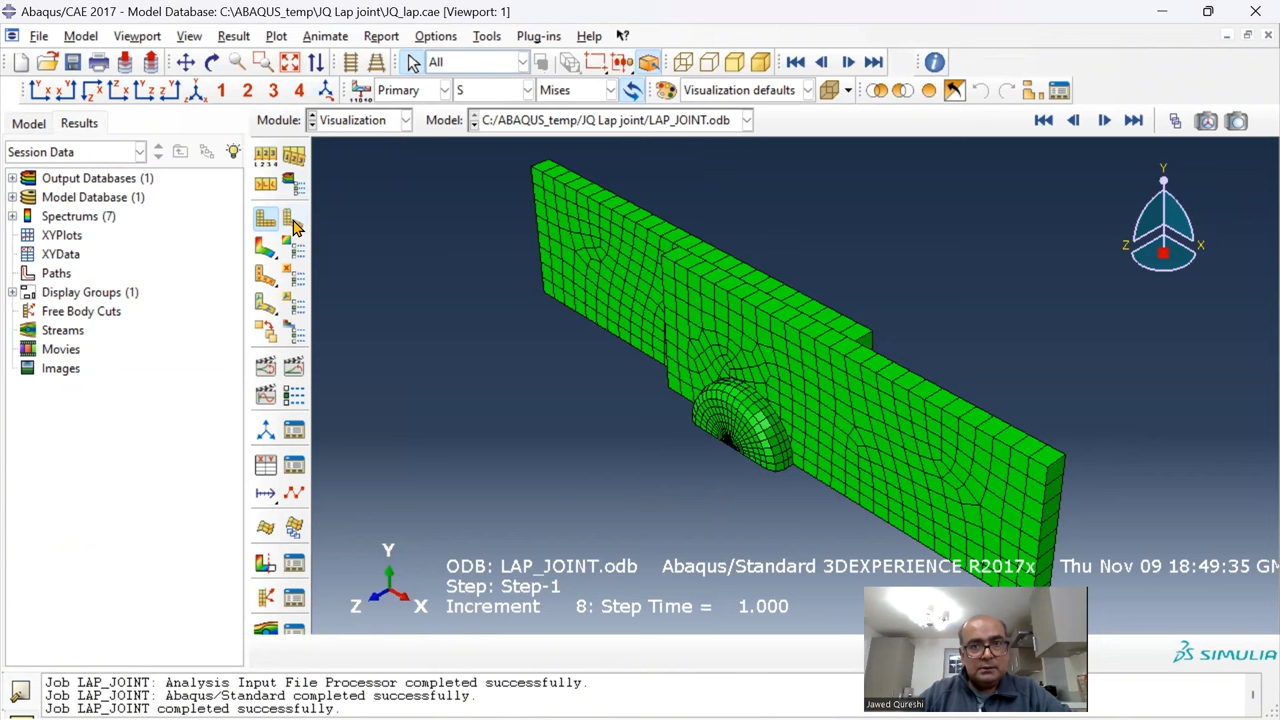 Abaqus/CAE 2017 - Model Database: C:\ABAQUS_temp\JQ Lap joint\JQ_lap.cae [Viewport: 1]
File Model Viewport View Result Plot Animate Report Options Tools Plug-ins Help
All
1 2 3 4 Primary S Mises Visualization defaults
Model Results Module: Visualization Model: C:/ABAQUS_temp/JQ Lap joint/LAP_JOINT.odb
Session Data
Output Databases (1)
Model Database (1)
Spectrums (7)
XYPlots
XYData
Paths
Display Groups (1)
Free Body Cuts
Streams
Movies
Images
Y
Z X
Y
Z X
ODB: LAP_JOINT.odb Abaqus/Standard 3DEXPERIENCE R2017x Thu Nov 09 18:49:35 GM
Step: Step-1
Increment 8: Step Time = 1.000
SIMULIA
Jawed Qureshi
Job LAP_JOINT: Analysis Input File Processor completed successfully.
Job LAP_JOINT: Abaqus/Standard completed successfully.
Job LAP_JOINT completed successfully.